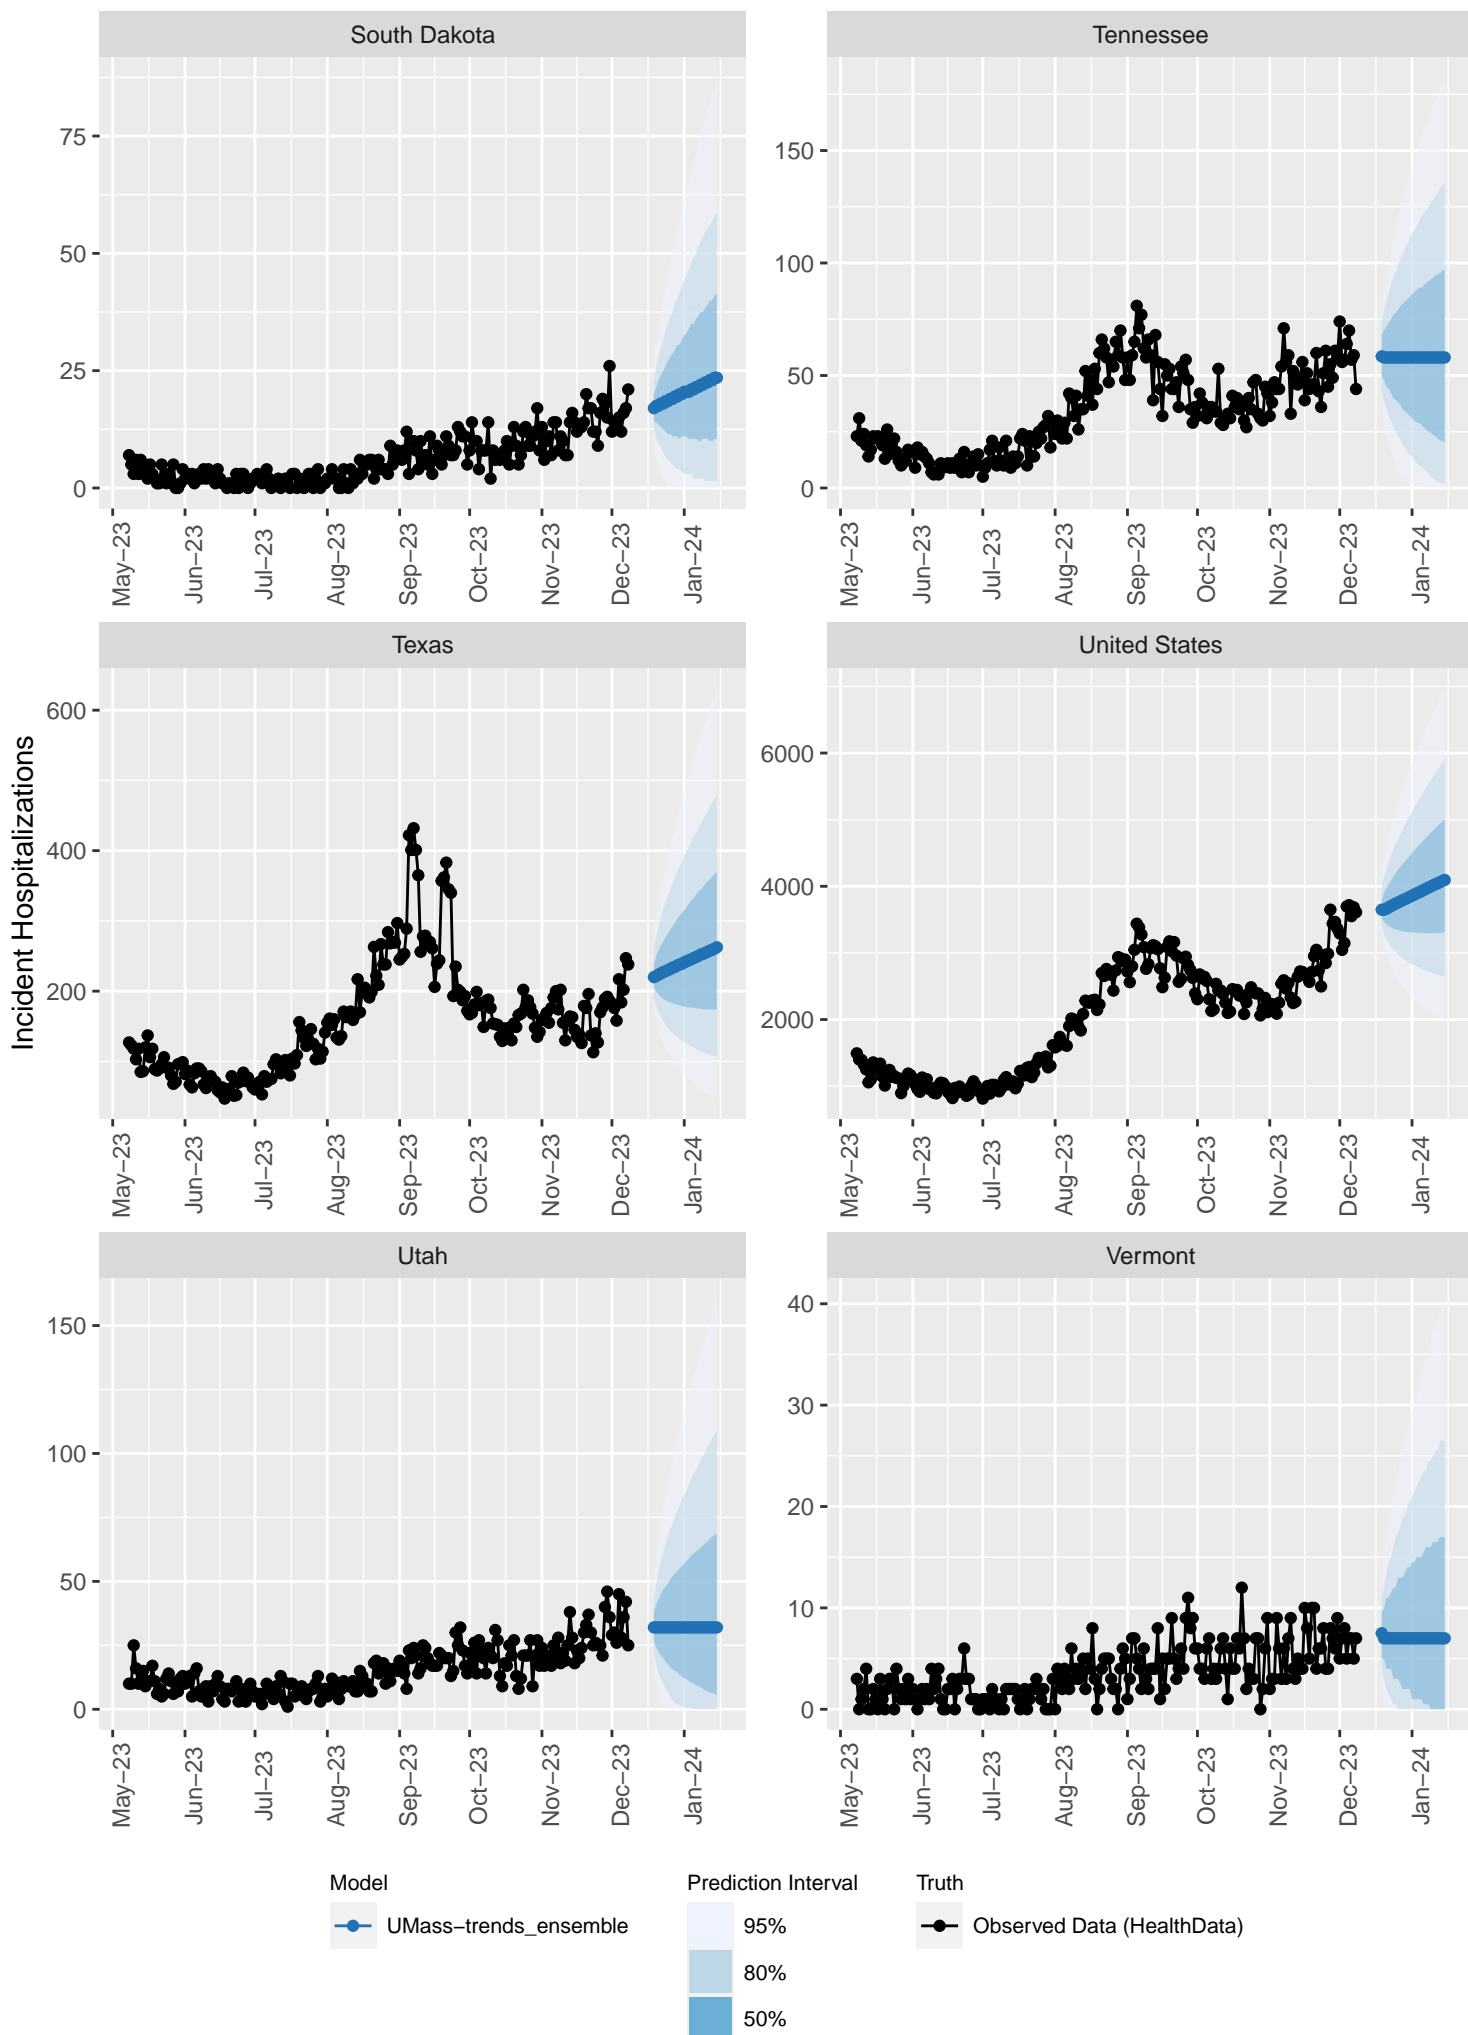 South Dakota
Tennessee
75
50
25
0
150
100
50
0
May−23
Jun−23
Jul−23
Aug−23
Sep−23
Oct−23
Nov−23
Dec−23
Jan−24
May−23
Jun−23
Jul−23
Aug−23
Sep−23
Oct−23
Nov−23
Dec−23
Jan−24
Incident Hospitalizations
Texas
United States
600
400
200
6000
4000
2000
May−23
Jun−23
Jul−23
Aug−23
Sep−23
Oct−23
Nov−23
Dec−23
Jan−24
May−23
Jun−23
Jul−23
Aug−23
Sep−23
Oct−23
Nov−23
Dec−23
Jan−24
Utah
Vermont
150
100
50
0
40
30
20
10
0
May−23
Jun−23
Jul−23
Aug−23
Sep−23
Oct−23
Nov−23
Dec−23
Jan−24
May−23
Jun−23
Jul−23
Aug−23
Sep−23
Oct−23
Nov−23
Dec−23
Jan−24
Model
UMass−trends_ensemble
Prediction Interval
95%
80%
50%
Truth
Observed Data (HealthData)